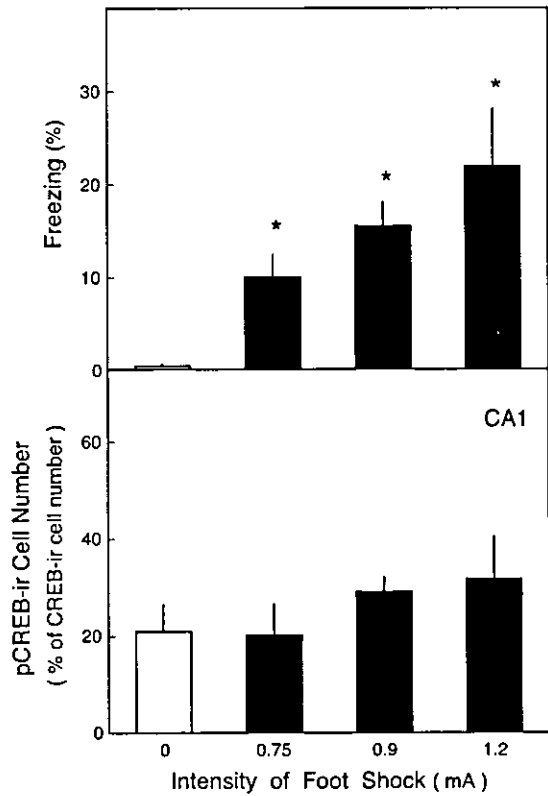 30
20
10
0
Freezing (%)
*
*
*
CA1
60
40
20
0
pCREB-ir Cell Number
( % of CREB-ir cell number )
0 0.75 0.9 1.2
Intensity of Foot Shock ( mA )